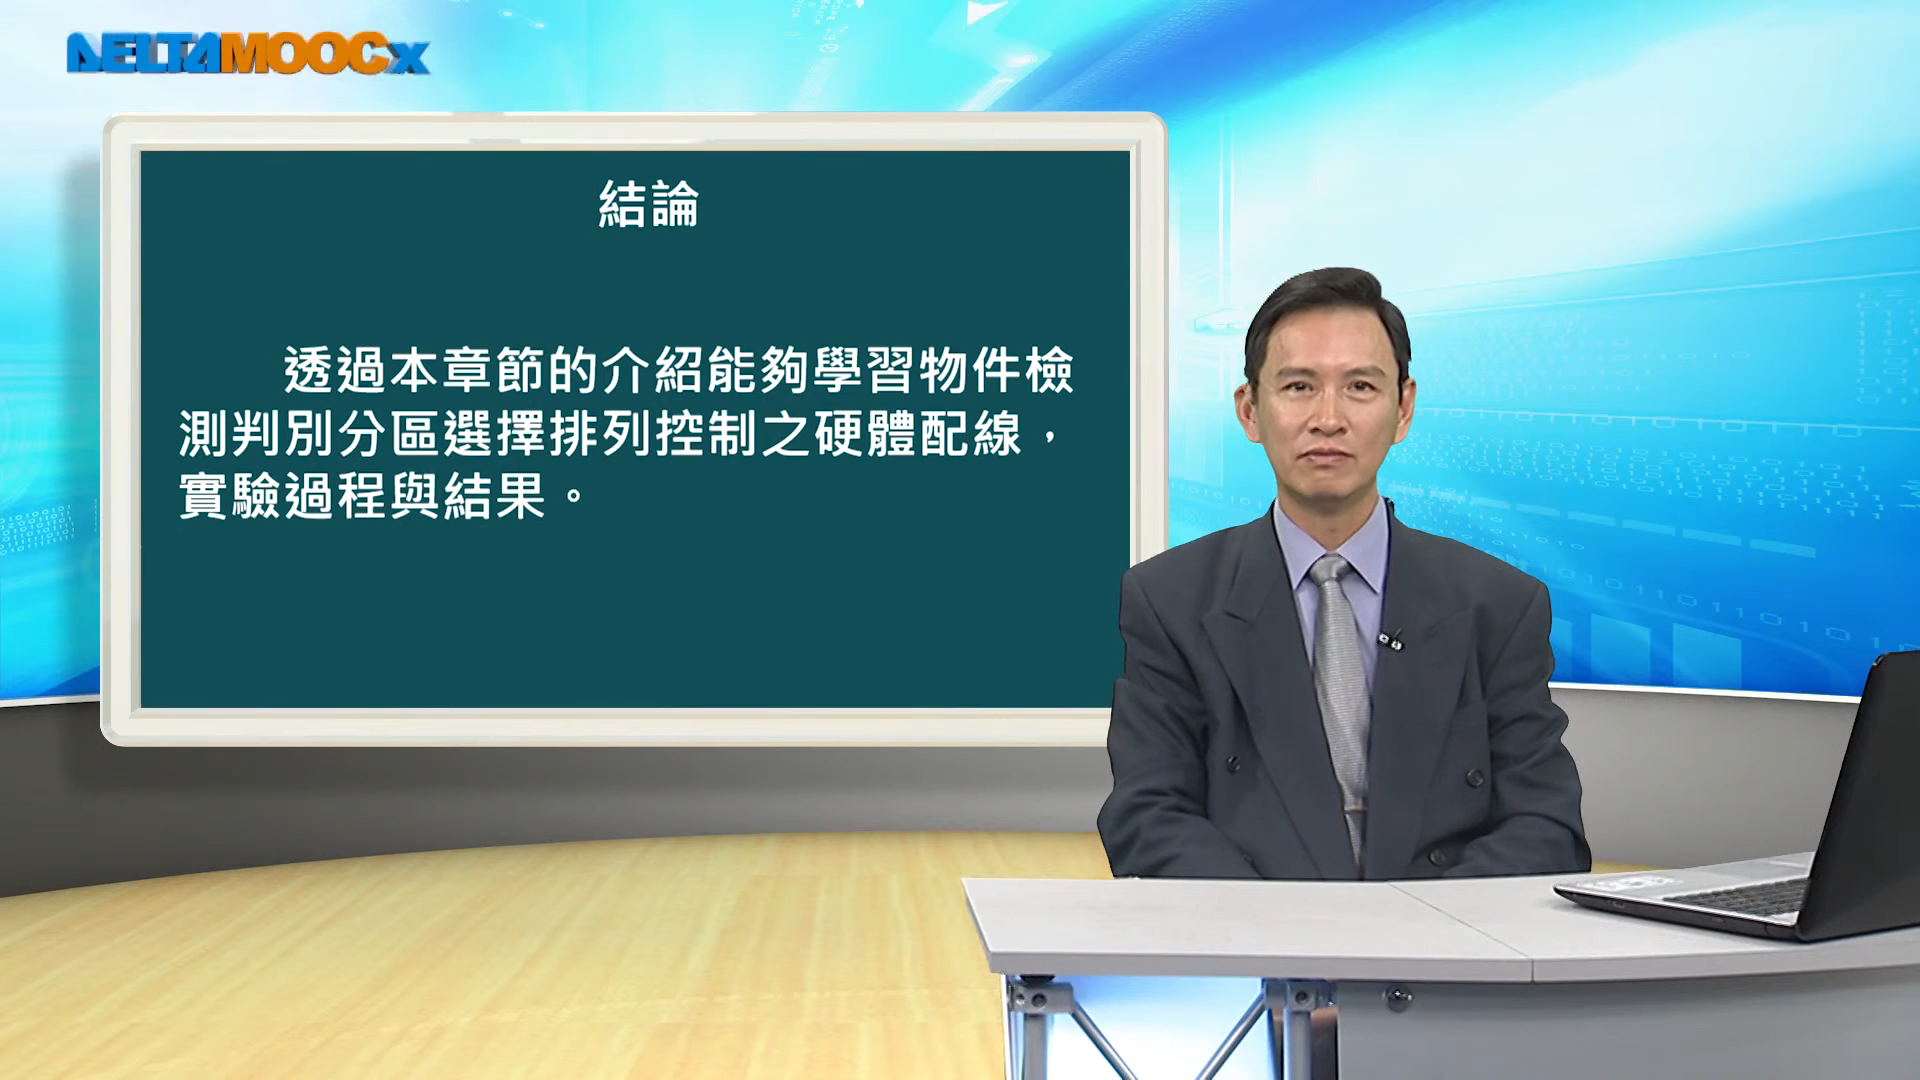 DELTAMOOCx
結論
透過本章節的介紹能夠學習物件檢
測判別分區選擇排列控制之硬體配線，
實驗過程與結果。